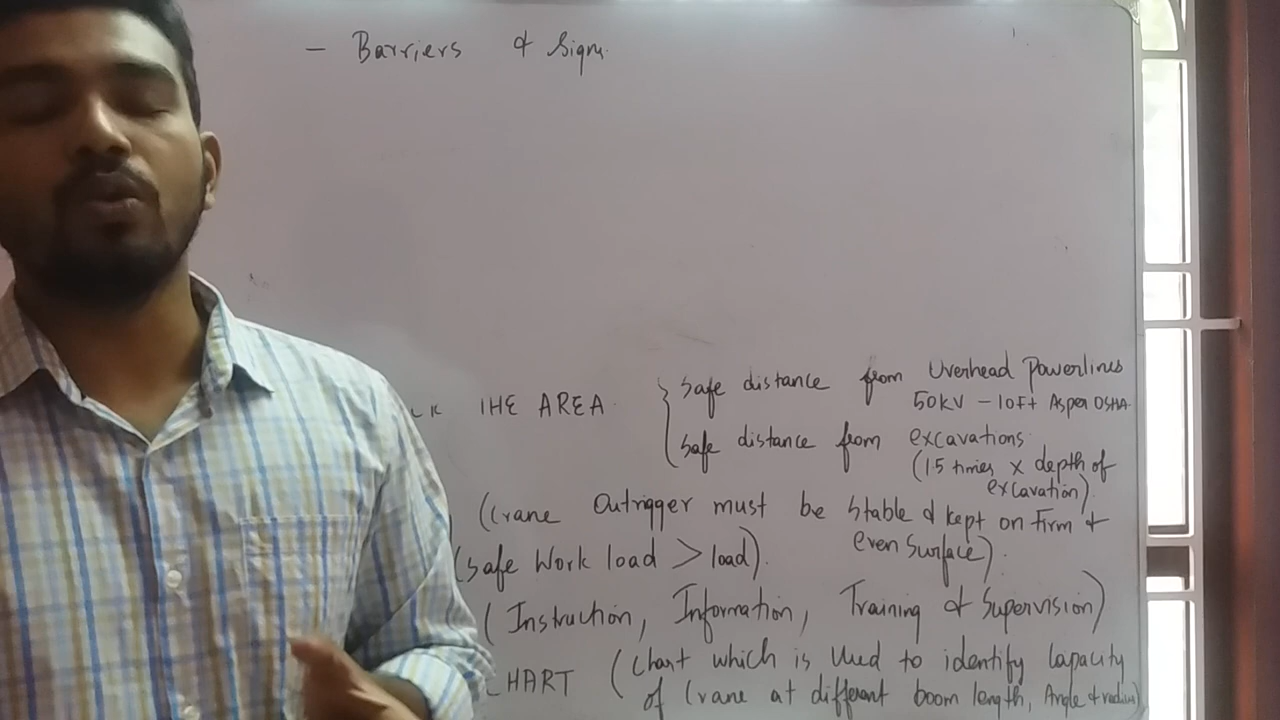 - Barriers & Signs
THE AREA
Safe distance from Overhead Powerlines
50KV - 10Ft As per OSHA
Safe distance from excavations
(1.5 times x depth of
excavation)
(Crane Outrigger must be Stable & kept on Firm &
even Surface).
(Safe Work load > load).
(Instruction, Information, Training & Supervision)
CHART (Chart which is Used to identify Capacity
of Crane at different boom length, Angle & radius)